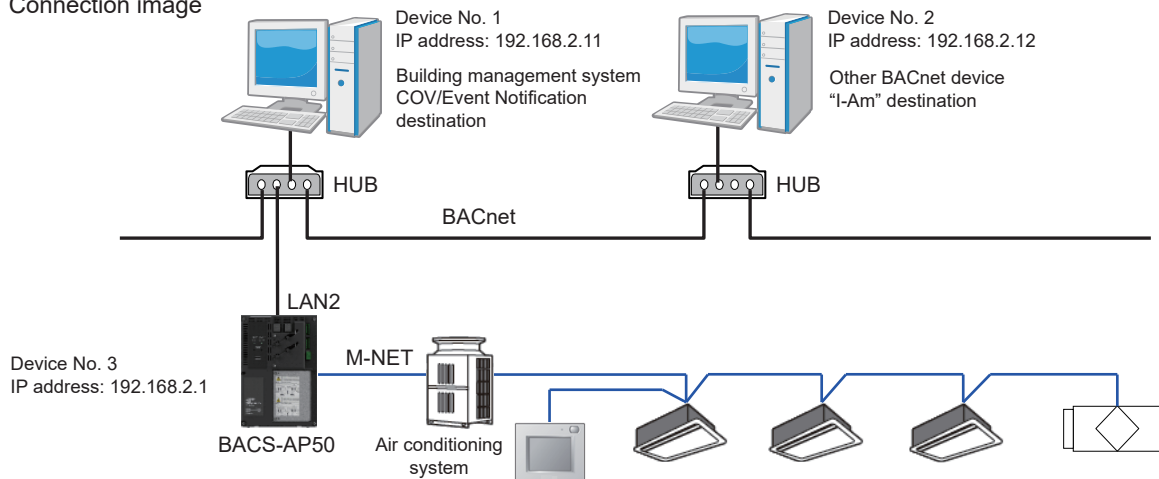 Connection image
Device No. 1
IP address: 192.168.2.11
Building management system
COV/Event Notification
destination
Device No. 2
IP address: 192.168.2.12
Other BACnet device
“I-Am” destination
HUB
HUB
BACnet
LAN2
Device No. 3
IP address: 192.168.2.1
M-NET
BACS-AP50
Air conditioning
system